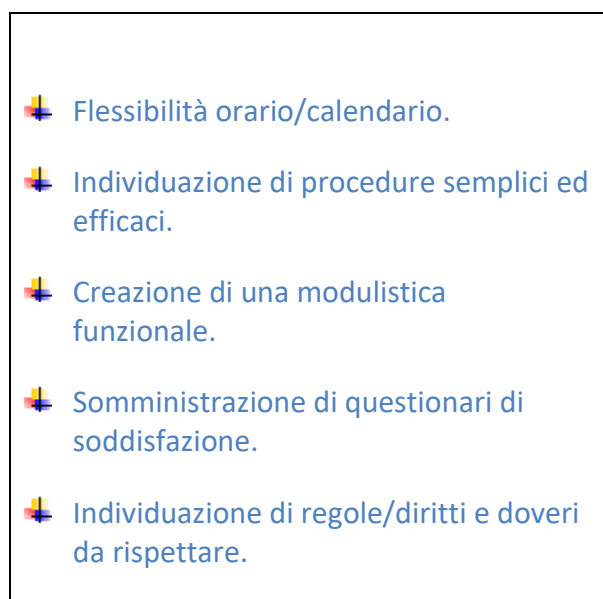 Flessibilità orario/calendario.
Individuazione di procedure semplici ed
efficaci.
Creazione di una modulistica
funzionale.
Somministrazione di questionari di
soddisfazione.
Individuazione di regole/diritti e doveri
da rispettare.